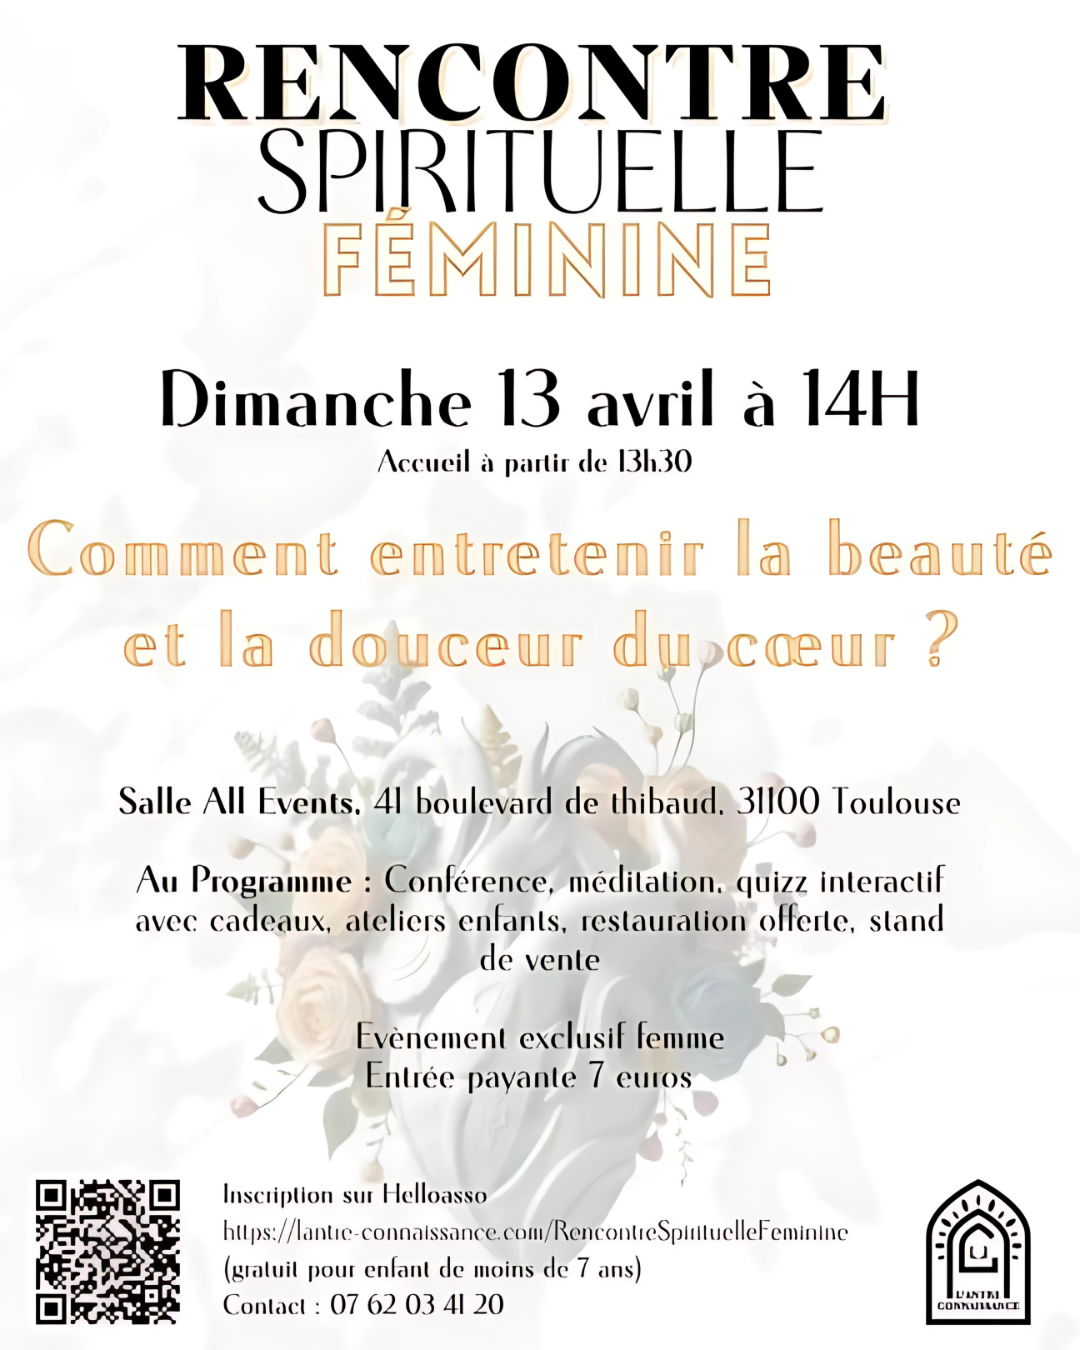 RENCONTRE
SPIRITUELLE
FÉMININE
Dimanche 13 avril à 14H
Accueil à partir de 13h30
Comment entretenir la beauté
et la douceur du cœur ?
Salle All Events, 41 boulevard de thibaud, 31100 Toulouse
Au Programme : Conférence, méditation, quizz interactif
avec cadeaux, ateliers enfants, restauration offerte, stand
de vente
Evènement exclusif femme
Entrée payante 7 euros
Inscription sur Helloasso
https://lantre-connaissance.com/RencontreSpirituelleFeminine
(gratuit pour enfant de moins de 7 ans)
Contact : 07 62 03 41 20
L'ANTRE
CONNAISSANCE